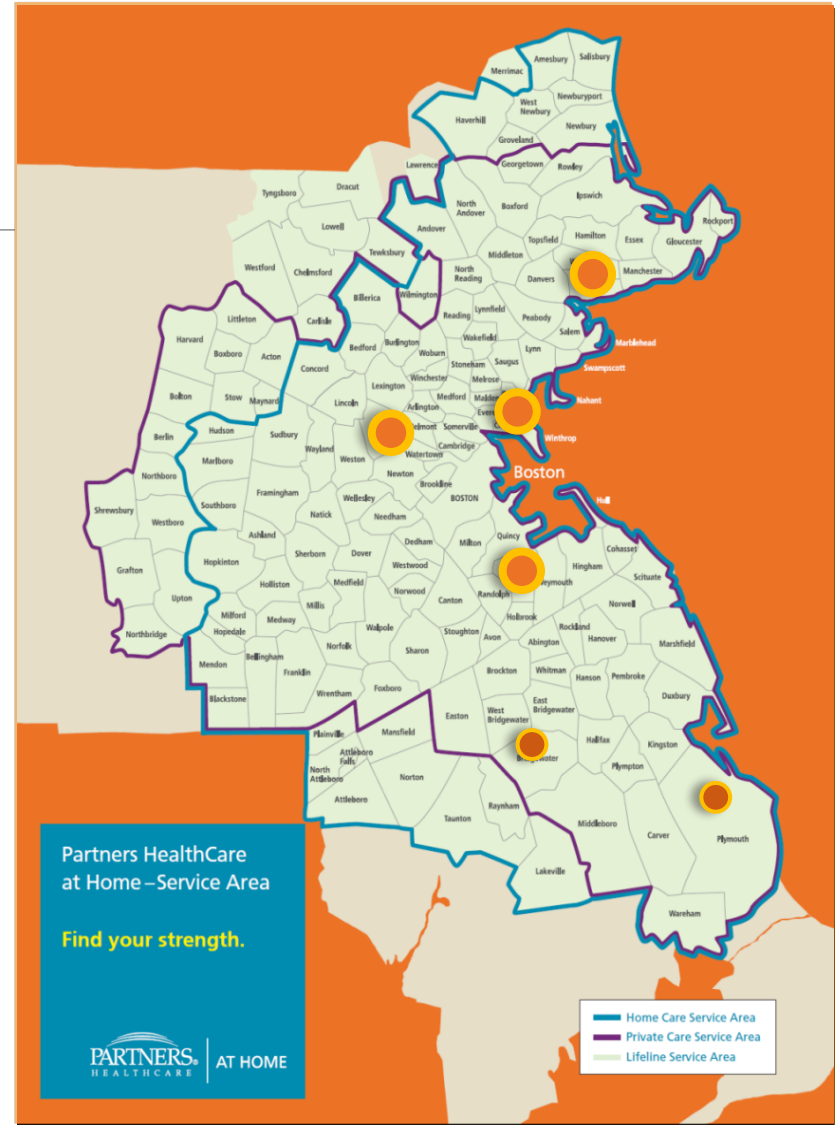 Amesbury
Salisbury
Merrimac
West
Newbury
Newburyport
Haverhill
Newbury
Groveland
Georgetown
Rowley
Lawrence
Tyngsboro
Dracut
North
Andover
Boxford
Ipswich
Rockport
Lowell
Andover
Topsfield
Hamilton
Essex
Gloucester
Tewksbury
Middleton
Westford
Chelmsford
North
Reading
Danvers
Manchester
Billerica
Wilmington
Littleton
Carlisle
Reading
Lynnfield
Peabody
Harvard
Boxboro
Acton
Bedford
Burlington
Wakefield
Salem
Marblehead
Woburn
Lynn
Concord
Stoneham
Saugus
Swampscott
Lexington
Winchester
Melrose
Bolton
Stow
Maynard
Lincoln
Medford
Nahant
Arlington
Hudson
Sudbury
Somerville
Winthrop
Berlin
Cambridge
Wayland
Watertown
Marlboro
Weston
Northboro
Newton
Boston
Brookline
Framingham
Wellesley
BOSTON
Hull
Shrewsbury
Southboro
Westboro
Natick
Needham
Ashland
Quincy
Milton
Dedham
Cohasset
Sherborn
Dover
Hopkinton
Westwood
Hingham
Grafton
Scituate
Holliston
Medfield
Norwood
Randolph
Upton
Canton
Millis
Norwell
Milford
Medway
Holbrook
Hopedale
Walpole
Stoughton
Avon
Rockland
Northbridge
Hanover
Abington
Marshfield
Norfolk
Sharon
Mendon
Bellingham
Franklin
Brockton
Whitman
Hanson
Pembroke
Wrentham
Foxboro
Blackstone
Duxbury
Easton
West
Bridgewater
East
Bridgewater
Plainville
Mansfield
Halifax
Kingston
Attleboro
Falls
Plympton
North
Attleboro
Norton
Attleboro
Raynham
Taunton
Middleboro
Carver
Plymouth
Lakeville
Wareham
Partners HealthCare
at Home–Service Area
Find your strength.
PARTNERS®
HEALTHCARE
AT HOME
Home Care Service Area
Private Care Service Area
Lifeline Service Area